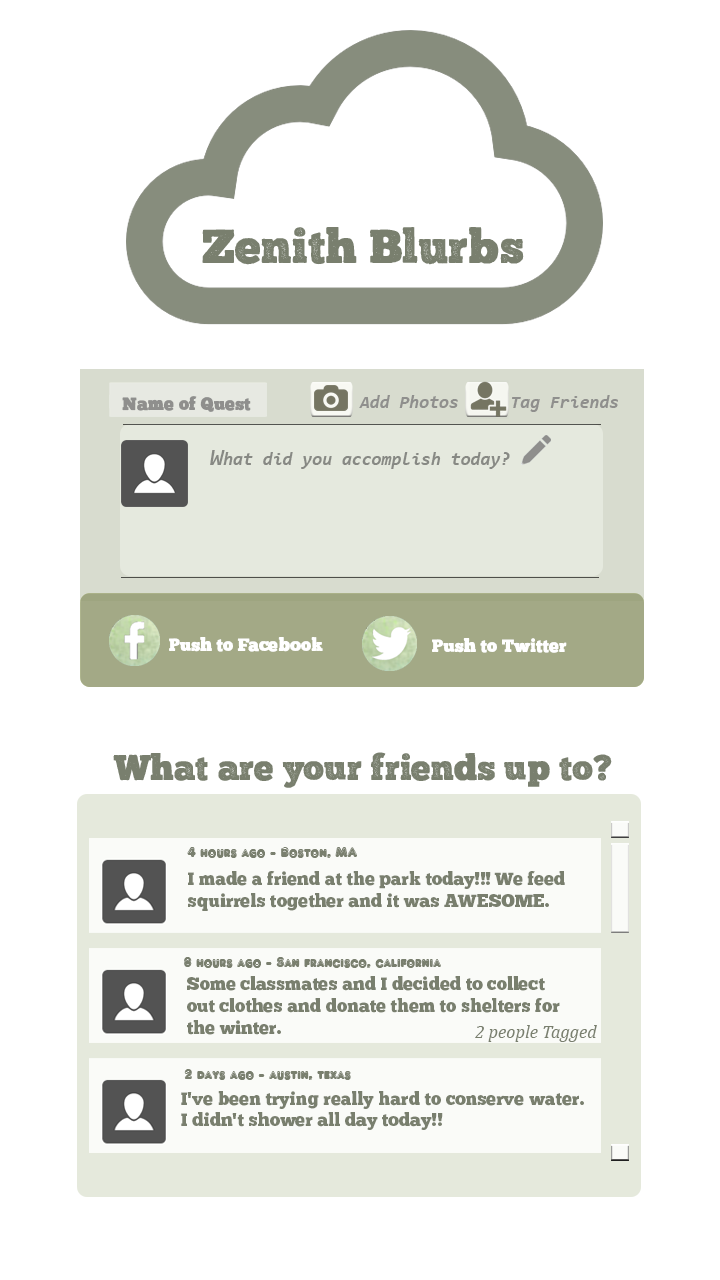 Zenith Blurbs
Name of Quest
Add Photos
Tag Friends
What did you accomplish today?
Push to Facebook
Push to Twitter
What are your friends up to?
4 hours ago - Boston, MA
I made a friend at the park today!!! We feed
squirrels together and it was AWESOME.
8 hours ago - San francisco, california
Some classmates and I decided to collect
out clothes and donate them to shelters for
the winter.
2 people Tagged
2 days ago - austin, texas
I've been trying really hard to conserve water.
I didn't shower all day today!!